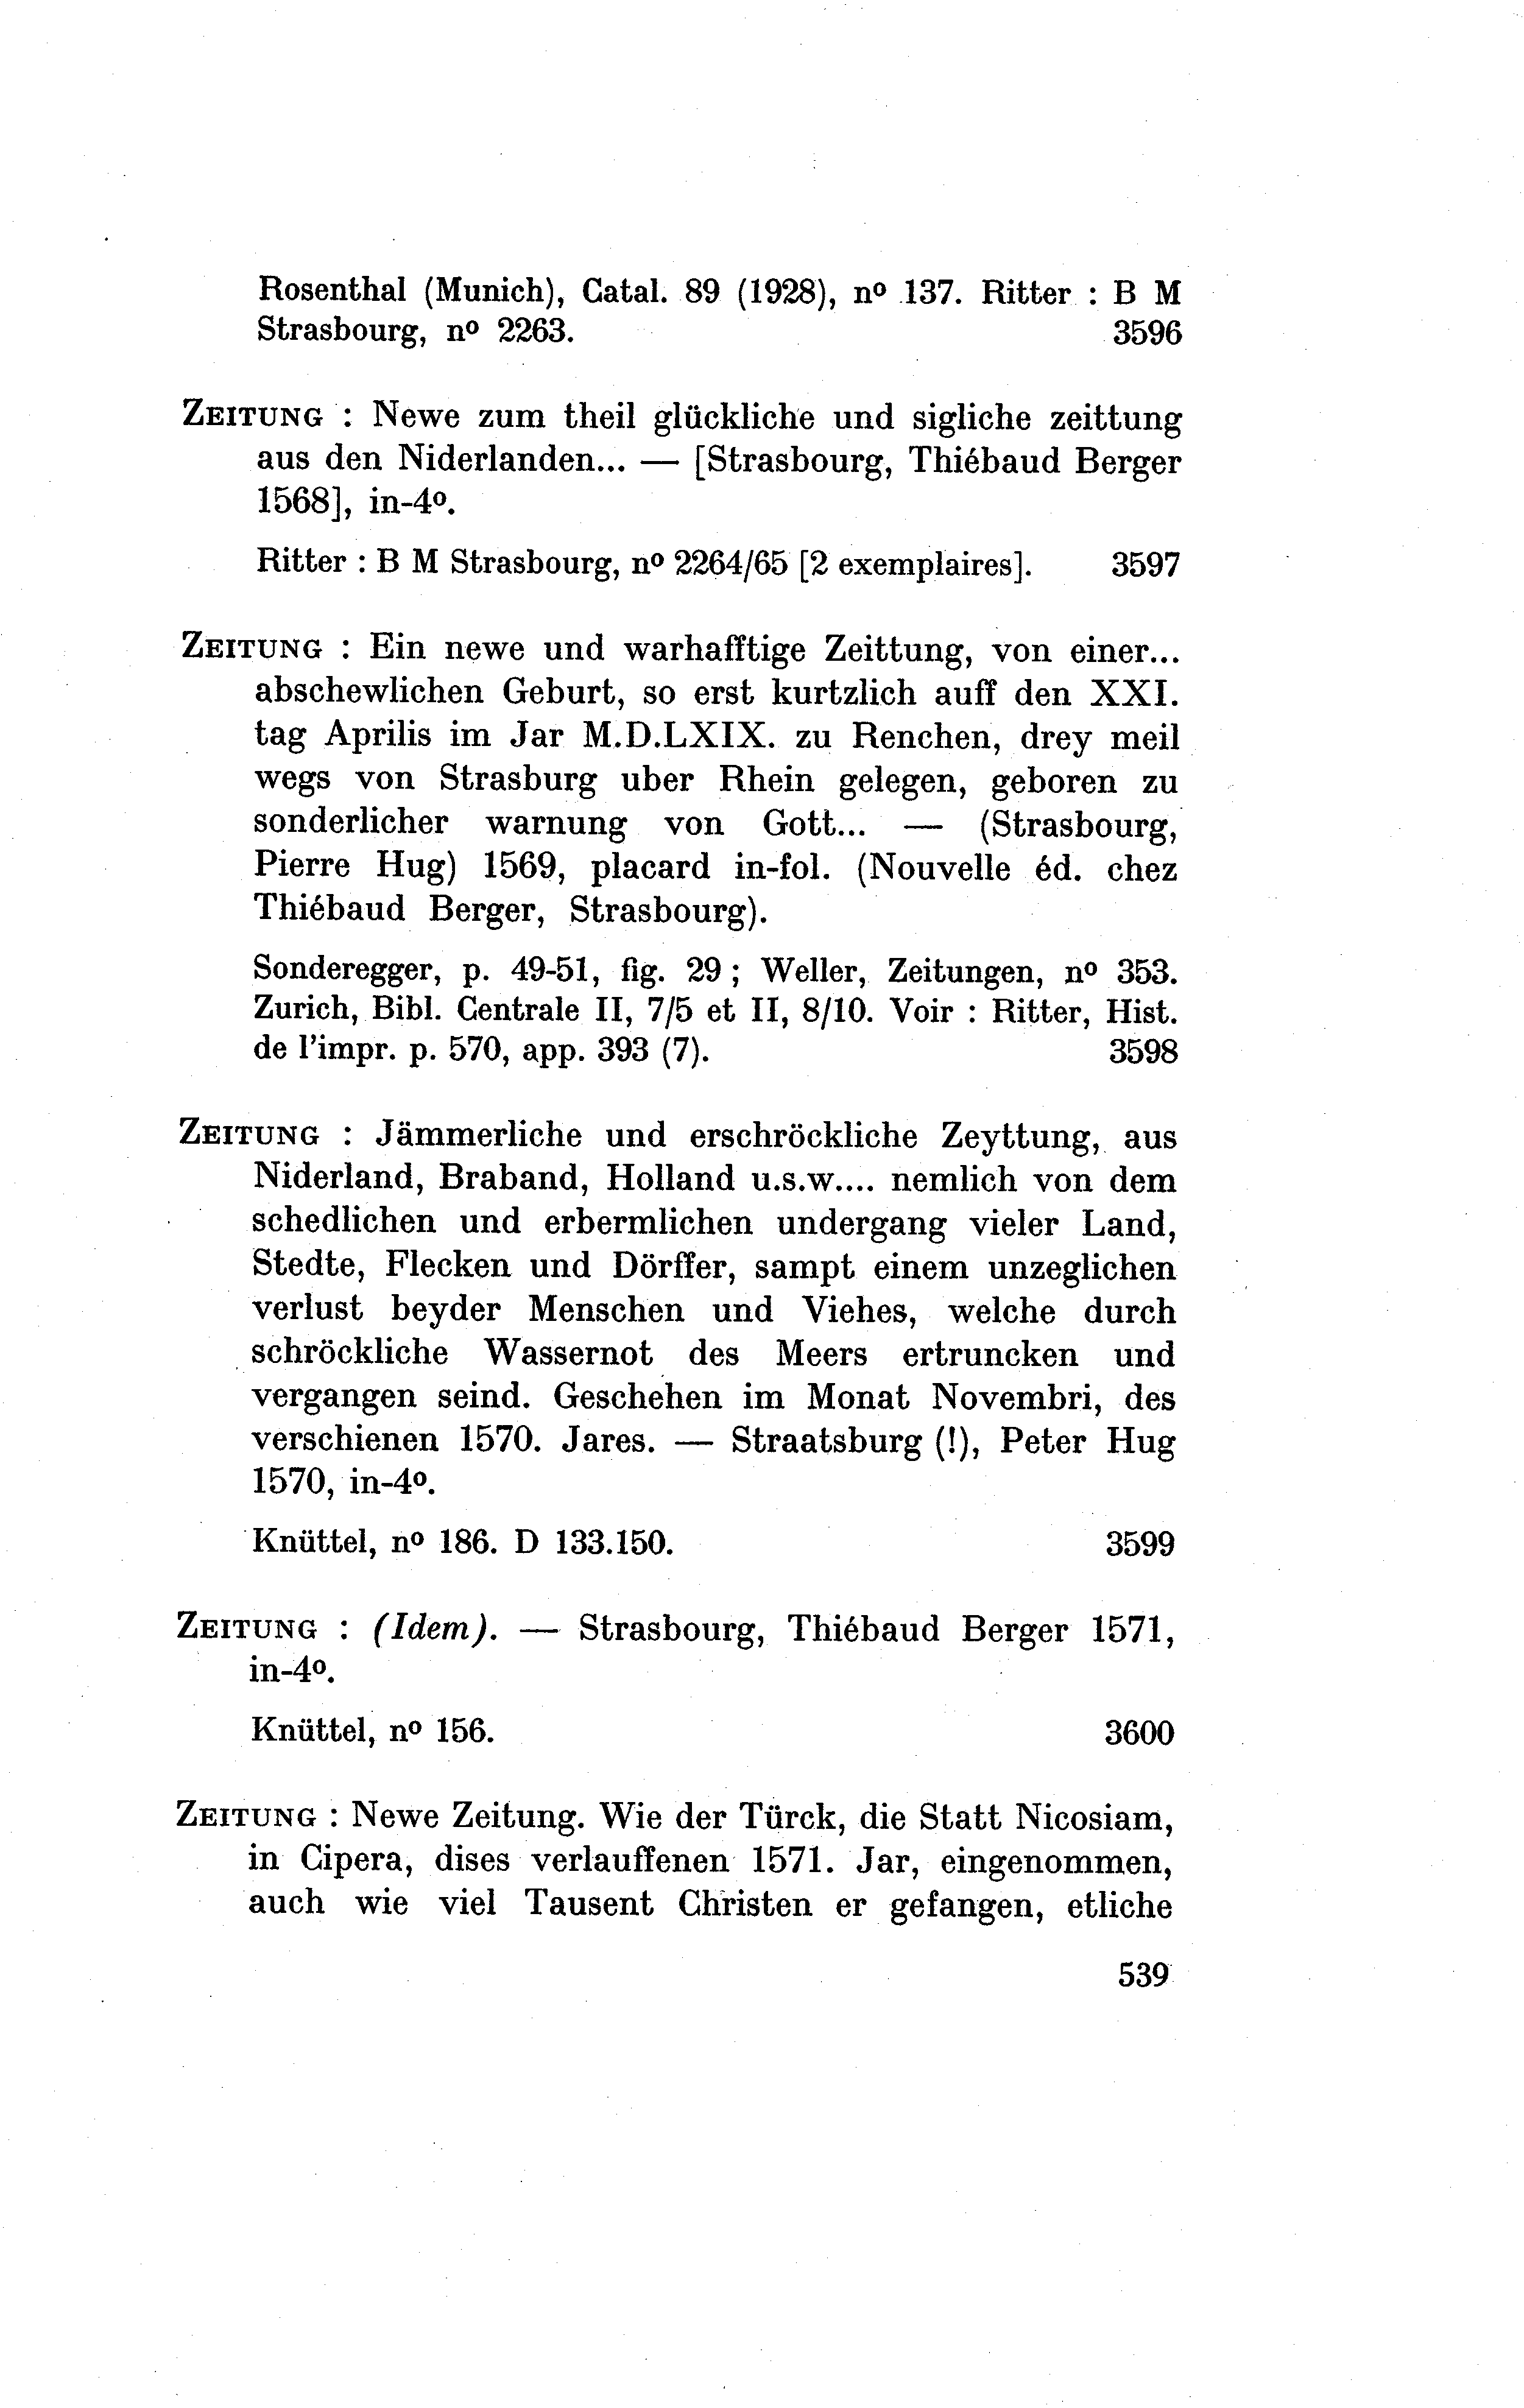 Rosenthal (Munich), Catal. 89 (1928), nº 137. Ritter : B M
Strasbourg, nº 2263. 3596
ZEITUNG : Newe zum theil glückliche und sigliche zeittung
aus den Niderlanden... — [Strasbourg, Thiébaud Berger
1568], in-4º.
Ritter : B M Strasbourg, nº 2264/65 [2 exemplaires]. 3597
ZEITUNG : Ein newe und warhafftige Zeittung, von einer...
abschewlichen Geburt, so erst kurtzlich auff den XXI.
tag Aprilis im Jar M.D.LXIX. zu Renchen, drey meil
wegs von Strasburg uber Rhein gelegen, geboren zu
sonderlicher warnung von Gott... — (Strasbourg,
Pierre Hug) 1569, placard in-fol. (Nouvelle éd. chez
Thiébaud Berger, Strasbourg).
Sonderegger, p. 49-51, fig. 29 ; Weller, Zeitungen, nº 353.
Zurich, Bibl. Centrale II, 7/5 et II, 8/10. Voir : Ritter, Hist.
de l'impr. p. 570, app. 393 (7). 3598
ZEITUNG : Jämmerliche und erschröckliche Zeyttung, aus
Niderland, Braband, Holland u.s.w.... nemlich von dem
schedlichen und erbermlichen undergang vieler Land,
Stedte, Flecken und Dörffer, sampt einem unzeglichen
verlust beyder Menschen und Viehes, welche durch
schröckliche Wassernot des Meers ertruncken und
vergangen seind. Geschehen im Monat Novembri, des
verschienen 1570. Jares. — Straatsburg (!), Peter Hug
1570, in-4º.
Knüttel, nº 186. D 133.150. 3599
ZEITUNG : (Idem). — Strasbourg, Thiébaud Berger 1571,
in-4º.
Knüttel, nº 156. 3600
ZEITUNG : Newe Zeitung. Wie der Türck, die Statt Nicosiam,
in Cipera, dises verlauffenen 1571. Jar, eingenommen,
auch wie viel Tausent Christen er gefangen, etliche
539